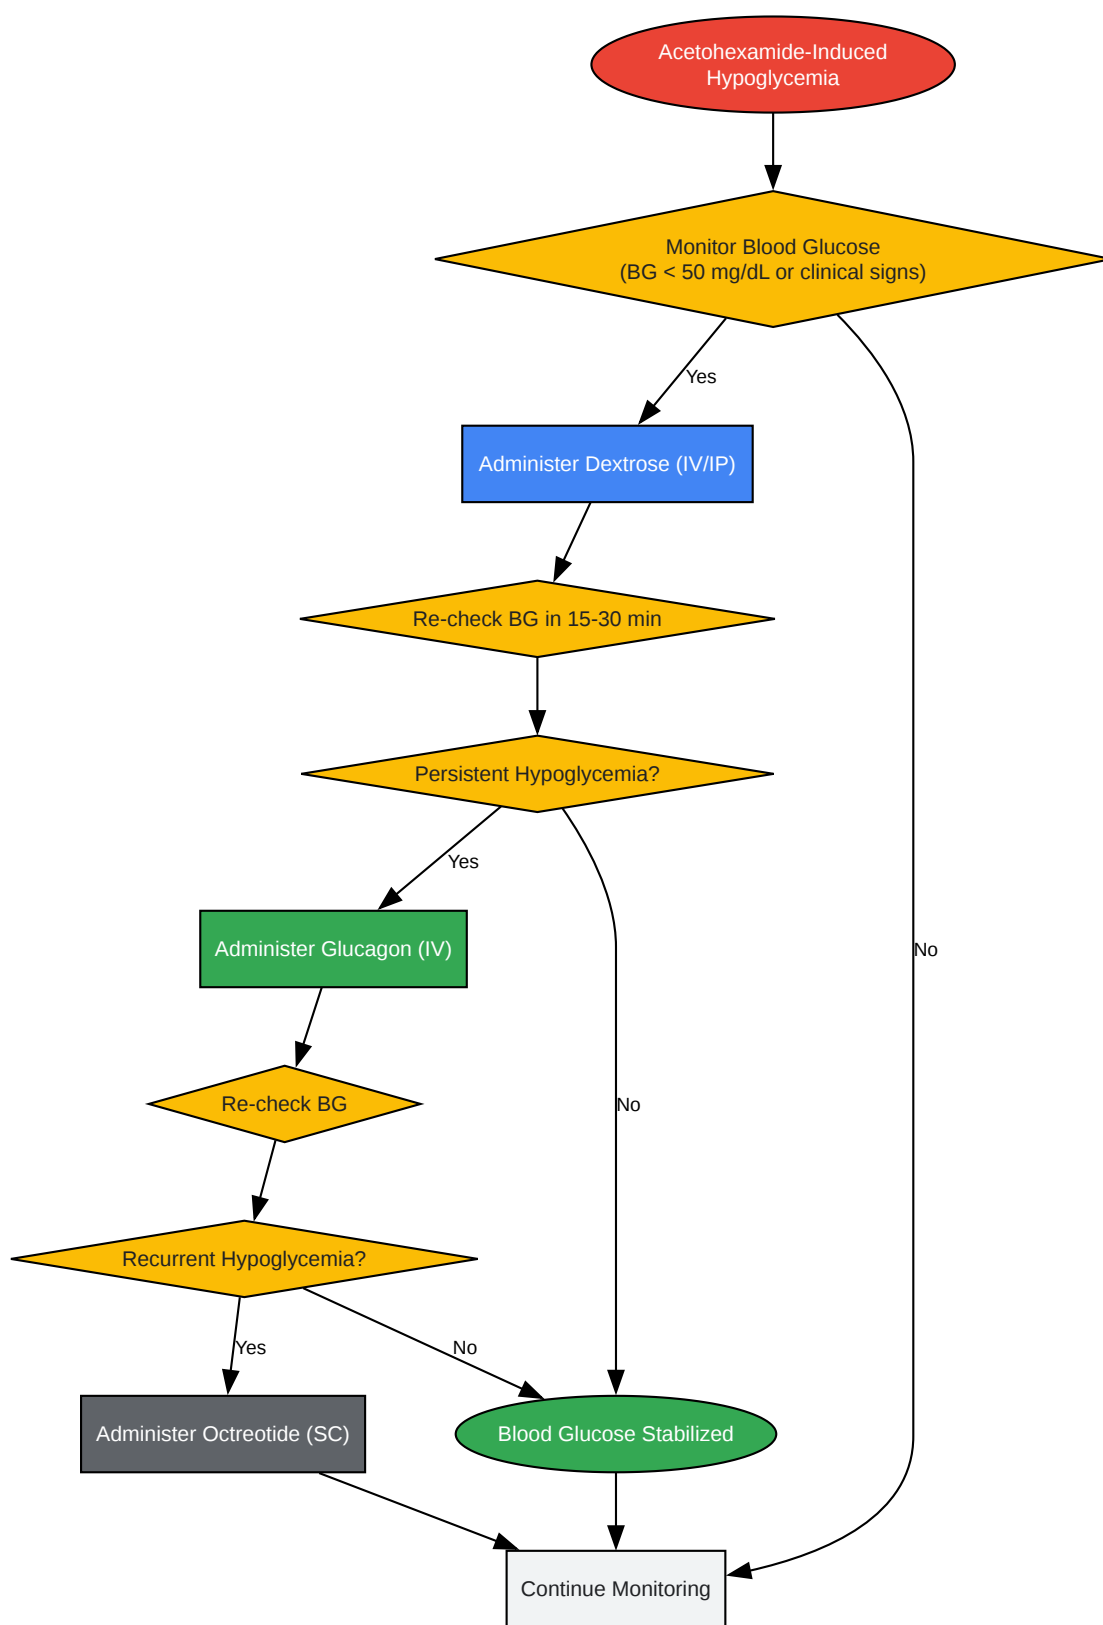 Acetohexamide-Induced
Hypoglycemia
Monitor Blood Glucose
(BG < 50 mg/dL or clinical signs)
Yes
Administer Dextrose (IV/IP)
Re-check BG in 15-30 min
Persistent Hypoglycemia?
Yes
Administer Glucagon (IV)
No
Re-check BG
No
Recurrent Hypoglycemia?
Yes
No
Administer Octreotide (SC)
Blood Glucose Stabilized
Continue Monitoring